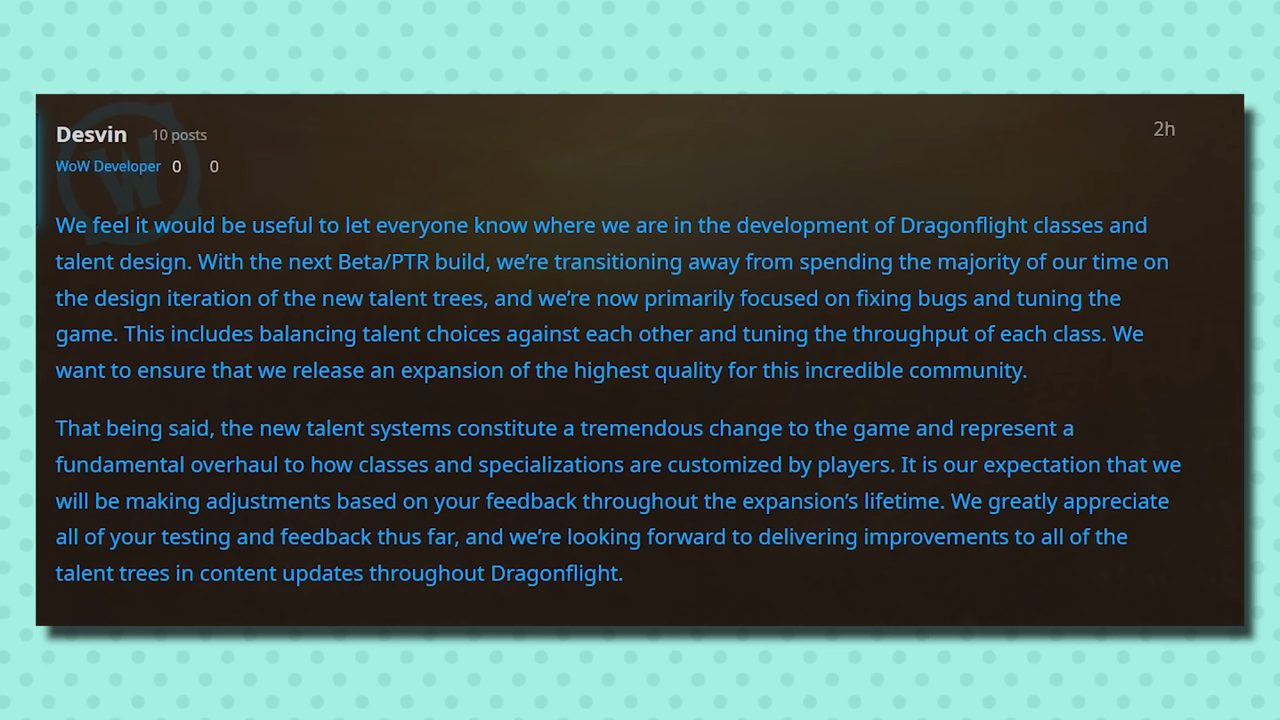 Desvin 10 posts 2h
WoW Developer 0 0
We feel it would be useful to let everyone know where we are in the development of Dragonflight classes and
talent design. With the next Beta/PTR build, we’re transitioning away from spending the majority of our time on
the design iteration of the new talent trees, and we’re now primarily focused on fixing bugs and tuning the
game. This includes balancing talent choices against each other and tuning the throughput of each class. We
want to ensure that we release an expansion of the highest quality for this incredible community.
That being said, the new talent systems constitute a tremendous change to the game and represent a
fundamental overhaul to how classes and specializations are customized by players. It is our expectation that we
will be making adjustments based on your feedback throughout the expansion’s lifetime. We greatly appreciate
all of your testing and feedback thus far, and we’re looking forward to delivering improvements to all of the
talent trees in content updates throughout Dragonflight.